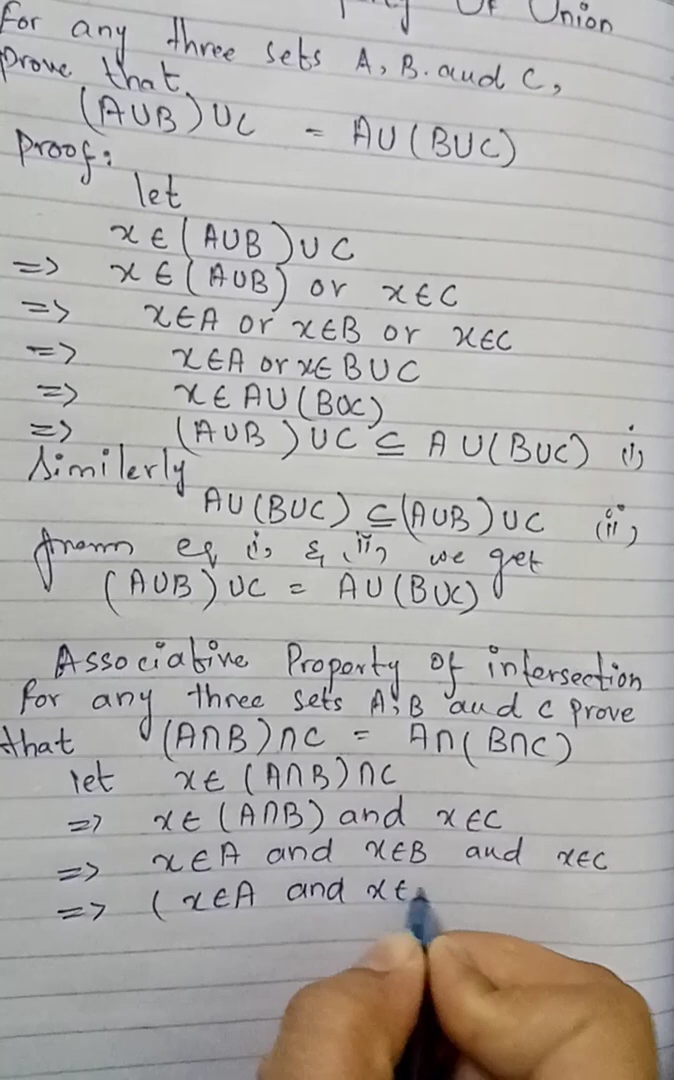 Of Union
for any three sets A, B. and C,
Prove that
(AUB)UC = AU(BUC)
Proof:
let
x ∈ (AUB)UC
=> x ∈ (AUB) or x∈C
=> x∈A or x∈B or x∈C
=> x∈A or x∈ BUC
=> x∈ AU(BUC)
=> (AUB)UC ⊆ AU(BUC) (i)
Similerly
AU(BUC) ⊆ (AUB)UC (ii)
from eq (i) & (ii) we get
(AUB)UC = AU(BUC)
Associative Property of intersection
for any three sets A, B and C prove
that (A∩B)∩C = A∩(B∩C)
let x∈ (A∩B)∩C
=> x∈ (A∩B) and x∈C
=> x∈A and x∈B and x∈C
=> (x∈A and x∈